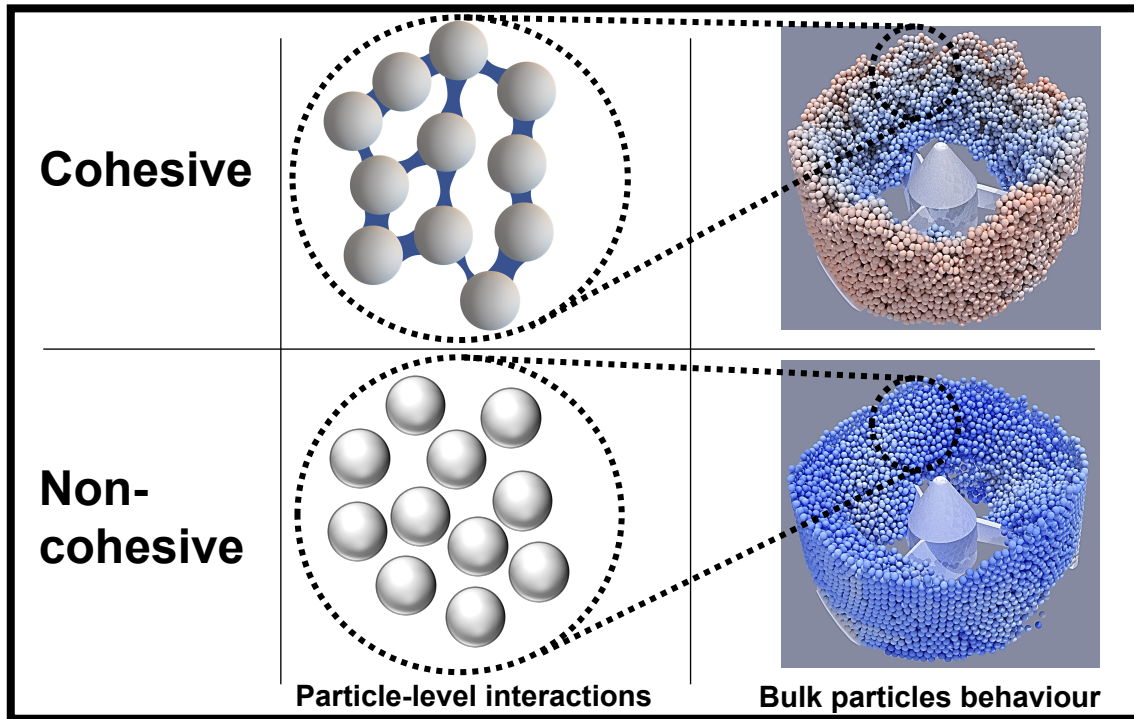 Cohesive
Non-
cohesive
Particle-level interactions
Bulk particles behaviour